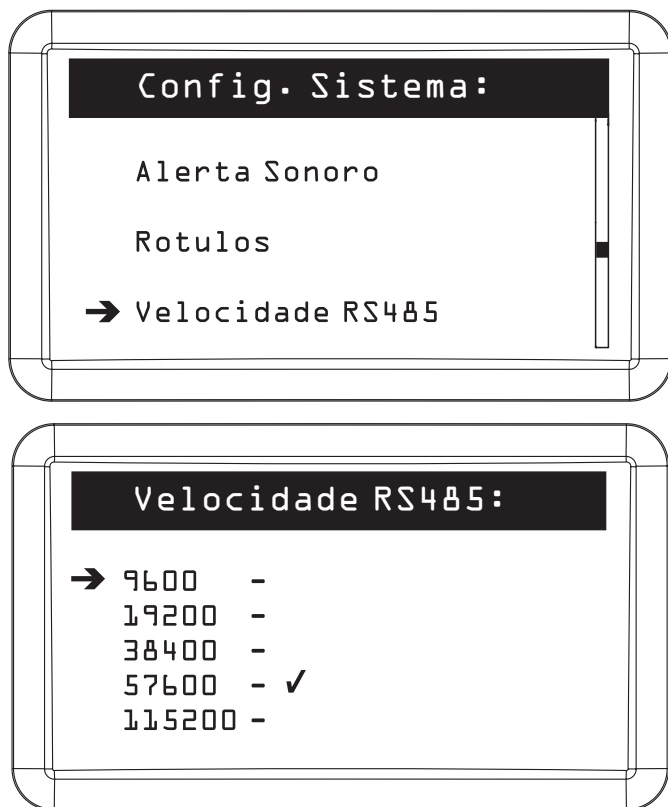 Config. Sistema:
Alerta Sonoro
Rotulos
➔ Velocidade RS485
Velocidade RS485:
➔ 9600 -
19200 -
38400 -
57600 - ✓
115200 -